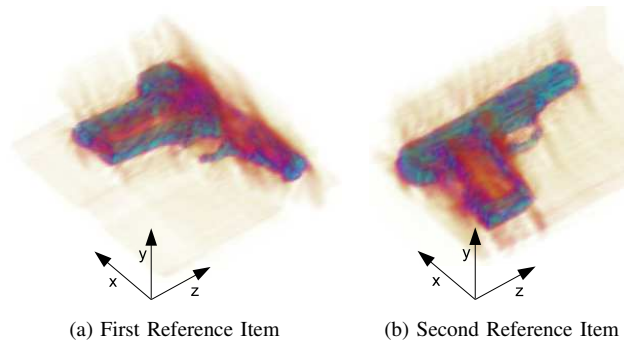 y
x
z
y
x
z
(a) First Reference Item
(b) Second Reference Item